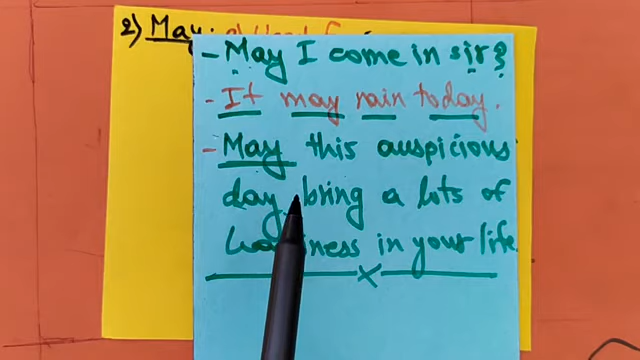 2) May:
- May I come in sir?
- It may rain today.
- May this auspicious
day bring a lots of
in your life